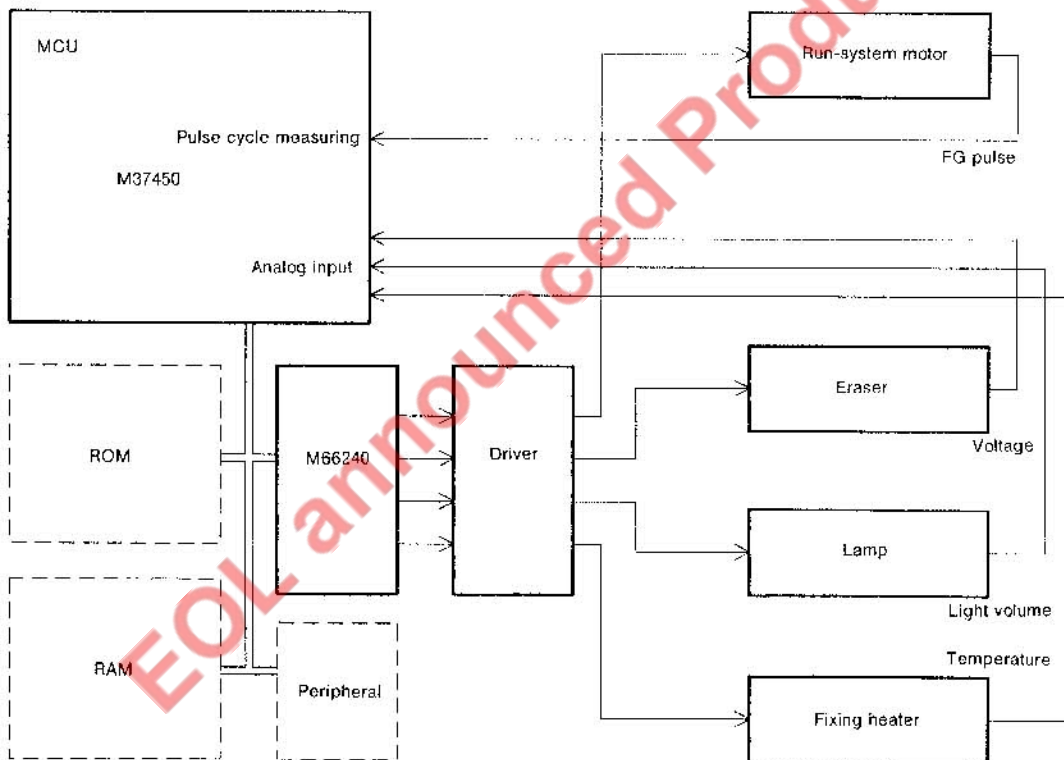 MCU
Run-system motor
Pulse cycle measuring
FG pulse
M37450
Analog input
Eraser
Voltage
ROM
M66240
Driver
Lamp
Light volume
RAM
Peripheral
Temperature
Fixing heater
EOL announced Produ